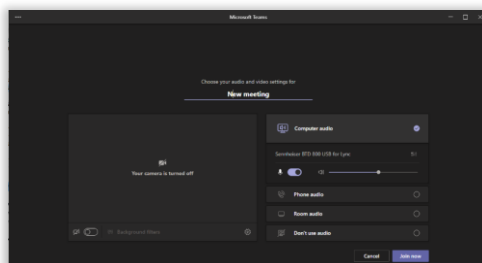 Microsoft Teams
Choose your audio and video settings for
New meeting
Computer audio
Your camera is turned off
Sennheiser BTD 800 USB for Lync
Phone audio
Room audio
Background filters
Don't use audio
Cancel
Join now